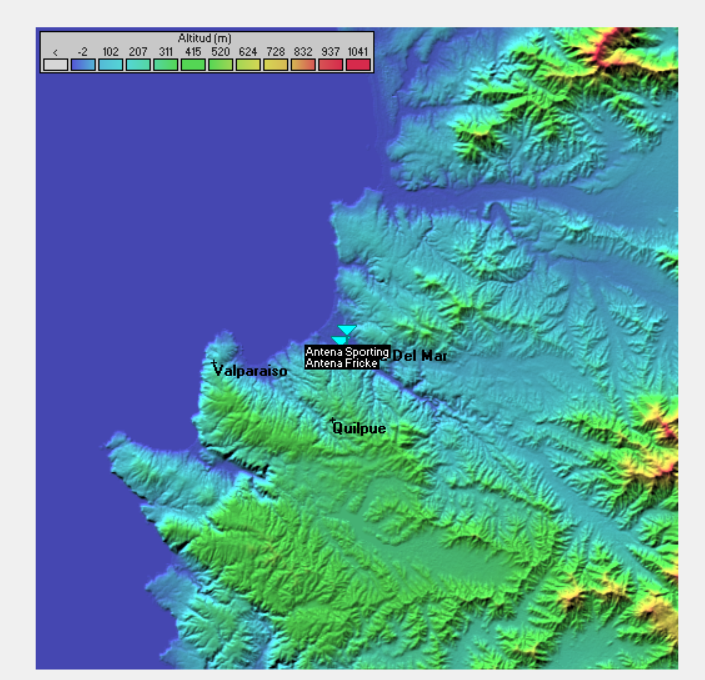 Altitud (m)
< -2 102 207 311 415 520 624 728 832 937 1041
Antena Sporting
Antena Fricke
Del Mar
Valparaiso
Quilpue